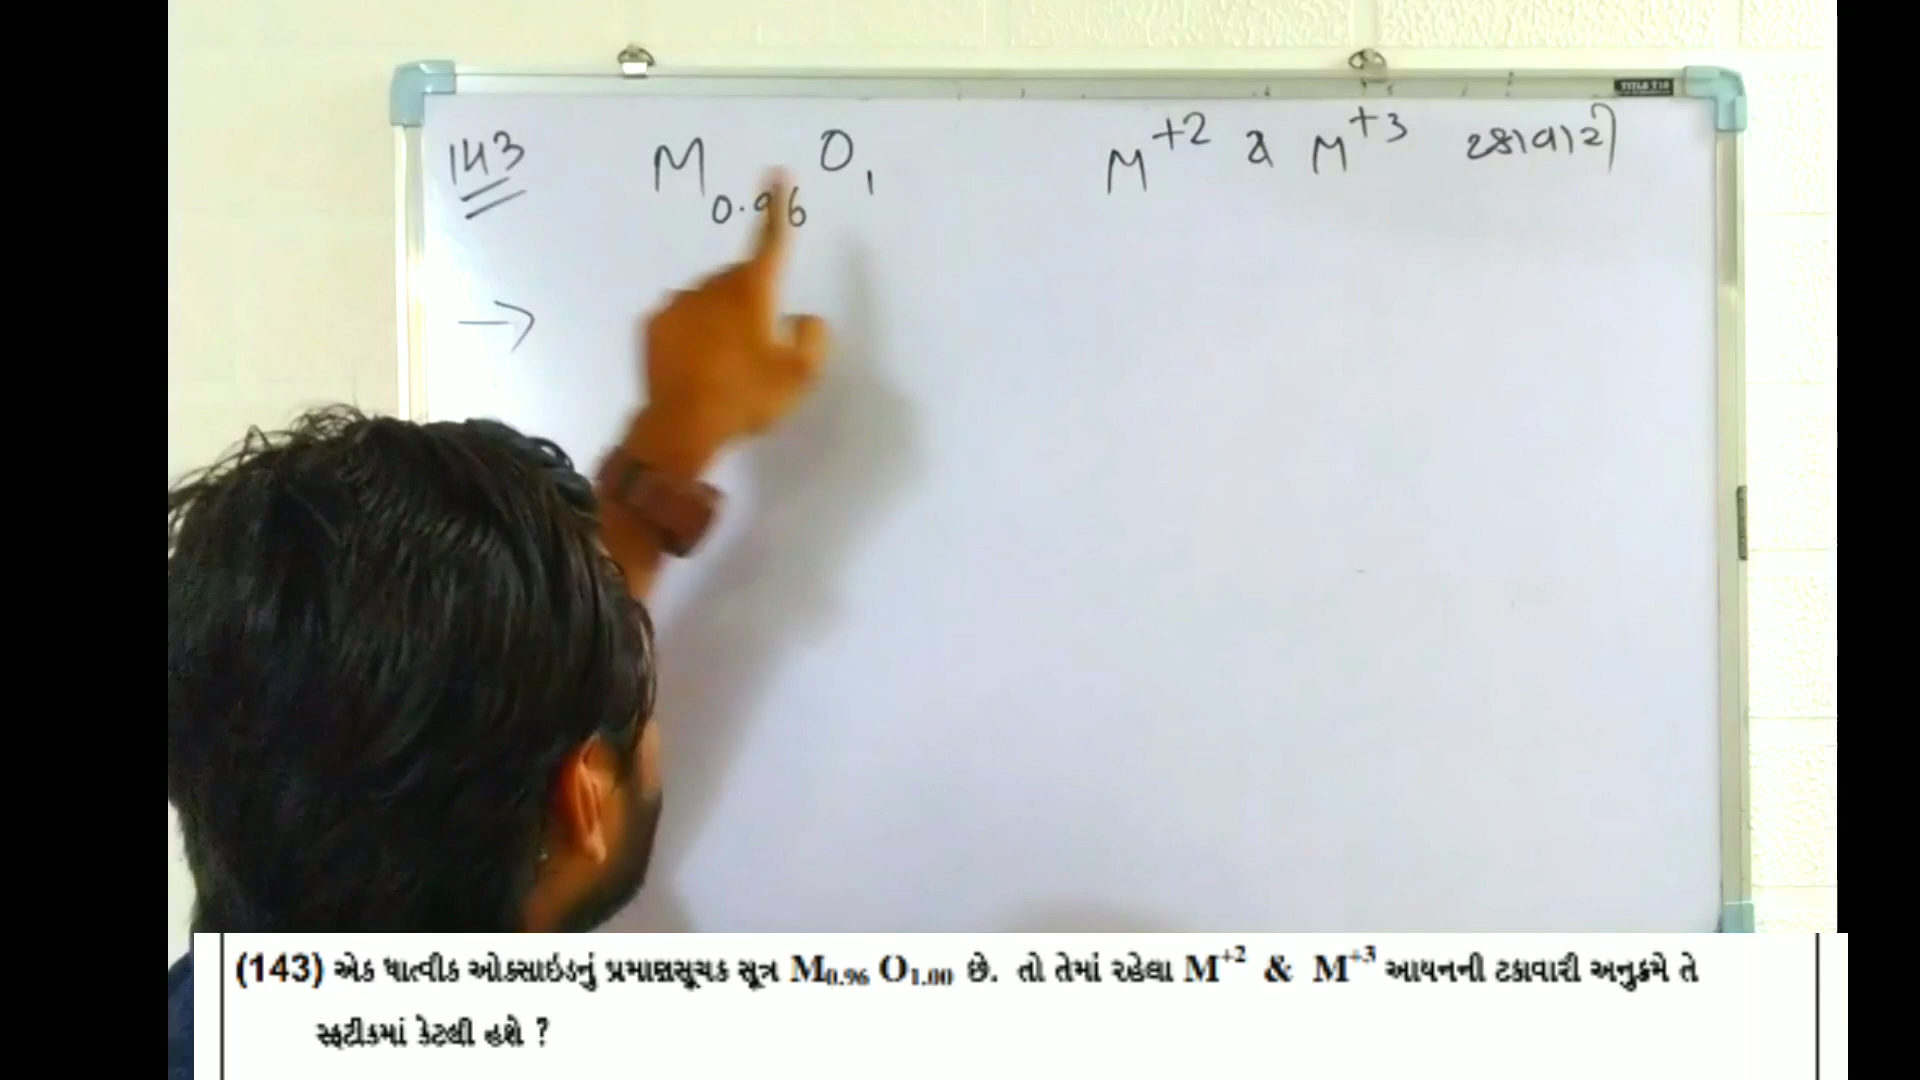 143 M0.96 O1 M+2 & M+3 ટકાવારી
→
(143) એક ધાત્વીક ઓક્સાઇડનું પ્રમાણસૂચક સૂત્ર M0.96 O1.00 છે. તો તેમાં રહેલા M+2 & M+3 આયનની ટકાવારી અનુક્રમે તે
સ્ફટીકમાં કેટલી હશે ?